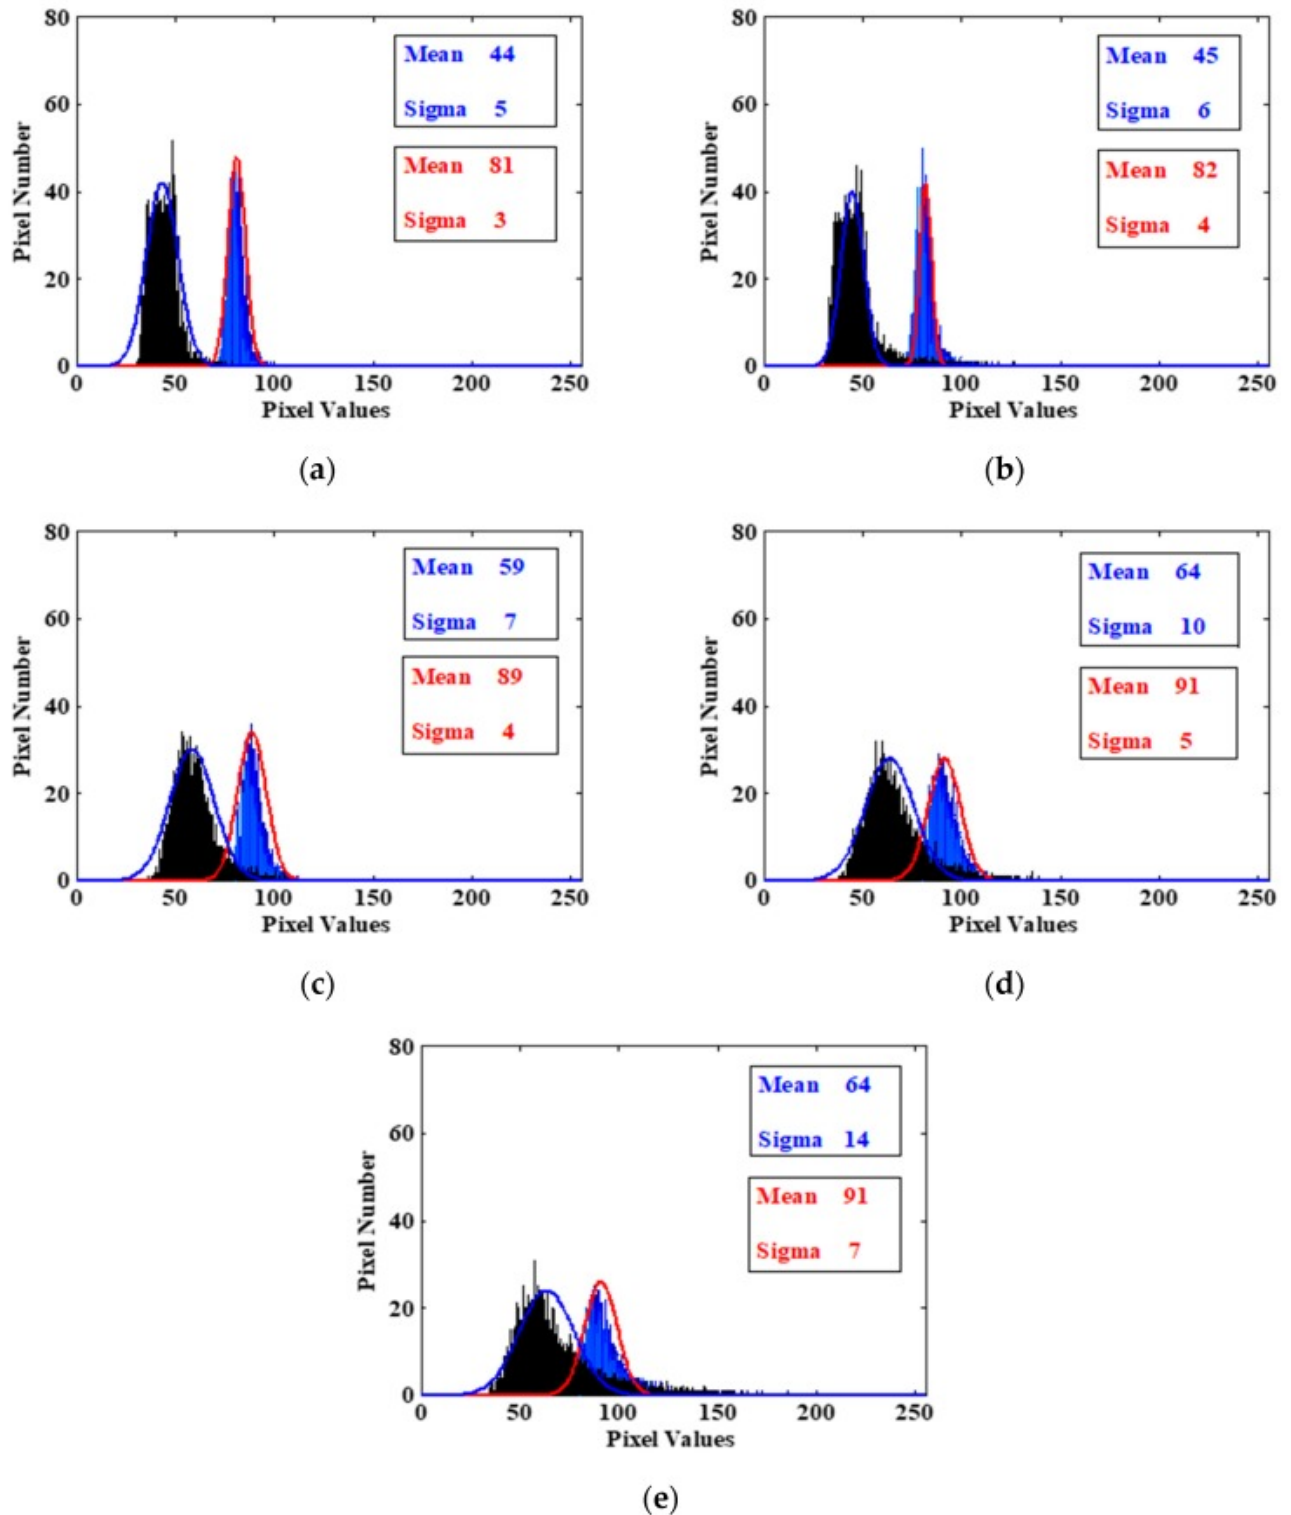 80
60
40
20
0
Pixel Number
Mean 44
Sigma 5
Mean 81
Sigma 3
0 50 100 150 200 250
Pixel Values
(a)
80
60
40
20
0
Pixel Number
Mean 45
Sigma 6
Mean 82
Sigma 4
0 50 100 150 200 250
Pixel Values
(b)
80
60
40
20
0
Pixel Number
Mean 59
Sigma 7
Mean 89
Sigma 4
0 50 100 150 200 250
Pixel Values
(c)
80
60
40
20
0
Pixel Number
Mean 64
Sigma 10
Mean 91
Sigma 5
0 50 100 150 200 250
Pixel Values
(d)
80
60
40
20
0
Pixel Number
Mean 64
Sigma 14
Mean 91
Sigma 7
0 50 100 150 200 250
Pixel Values
(e)